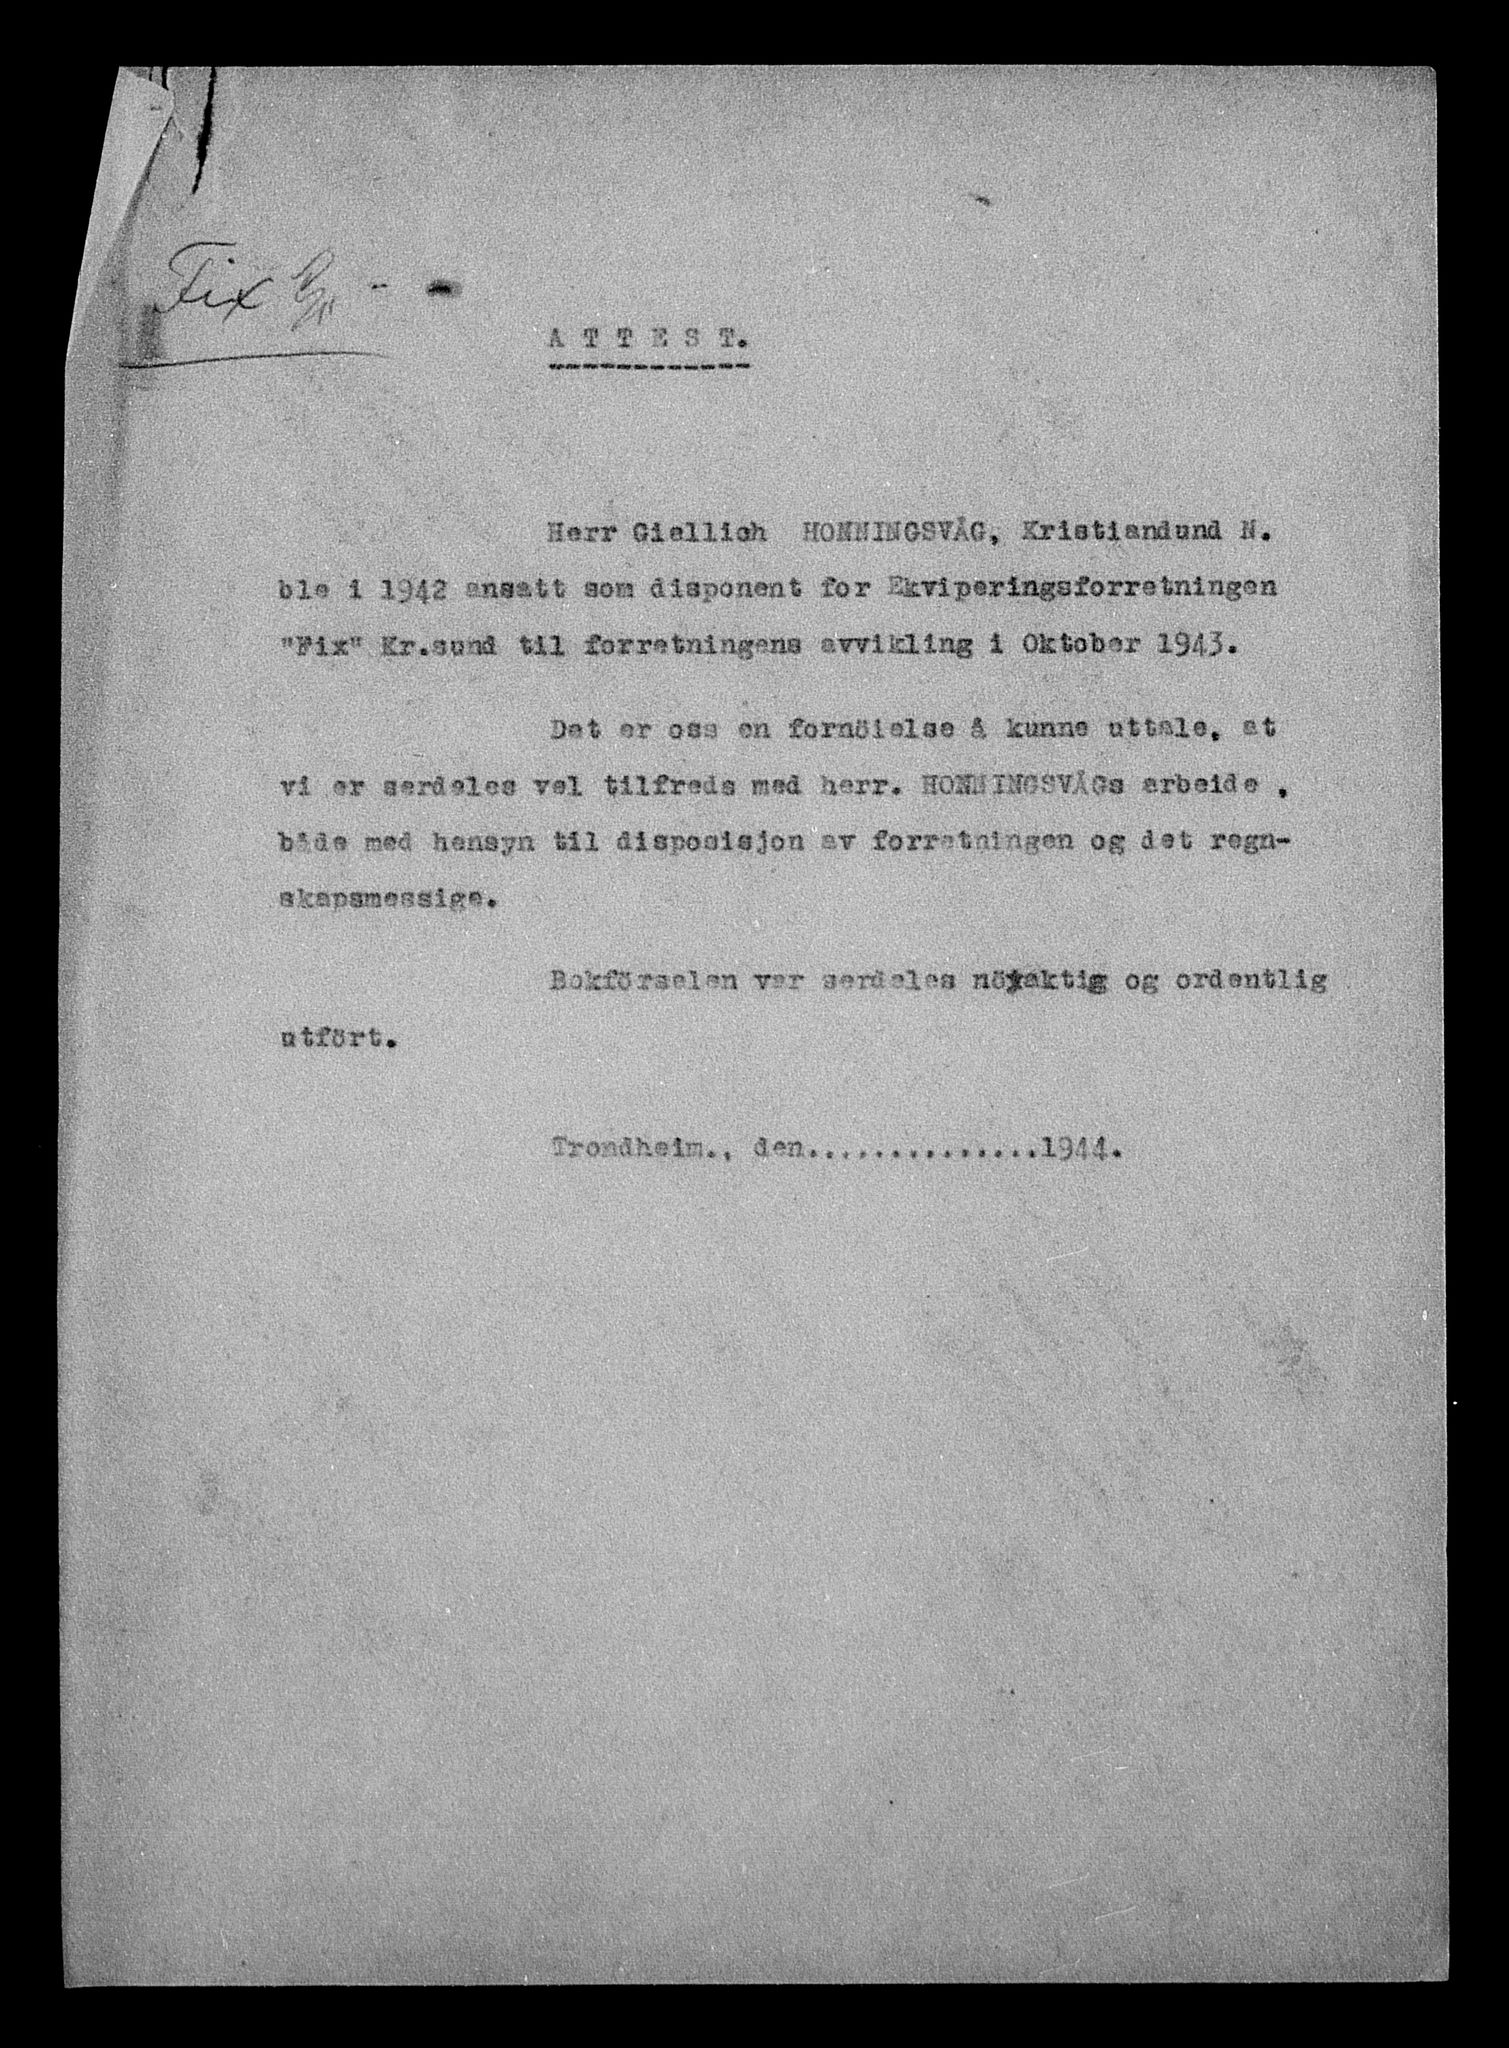 Fix
A T T E S T.
Herr Giellich HONNINGSVÅG, Kristiandund N.
ble i 1942 ansatt som disponent for Ekviperingsforretningen
"Fix" Kr.sund til forretningens avvikling i Oktober 1943.
Det er oss en fornöielse å kunne uttale, at
vi er serdeles vel tilfreds med herr. HONNINGSVÅGs arbeide ,
både med hensyn til disposisjon av forretningen og det regn-
skapsmessige.
Bokförselen var serdeles nöyaktig og ordentlig
utfört.
Trondheim., den...............1944.